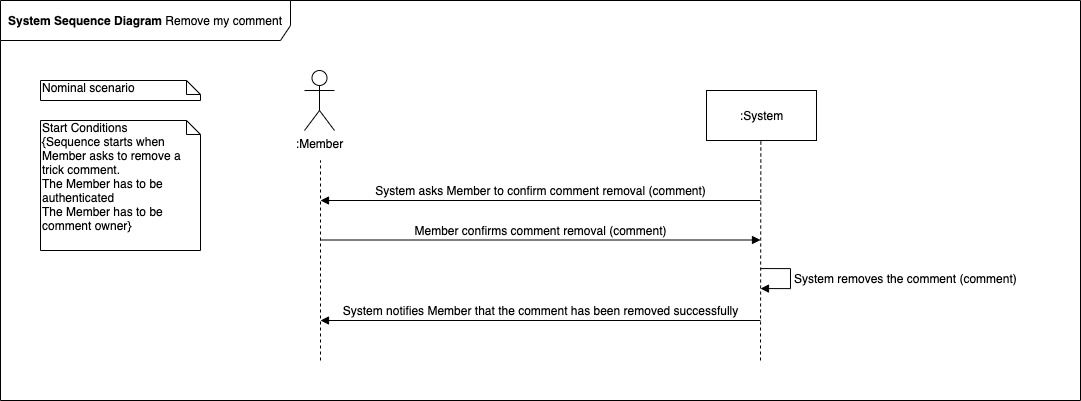 System Sequence Diagram Remove my comment
Nominal scenario
Start Conditions
{Sequence starts when
Member asks to remove a
trick comment.
The Member has to be
authenticated
The Member has to be
comment owner}
:Member
:System
System asks Member to confirm comment removal (comment)
Member confirms comment removal (comment)
System removes the comment (comment)
System notifies Member that the comment has been removed successfully